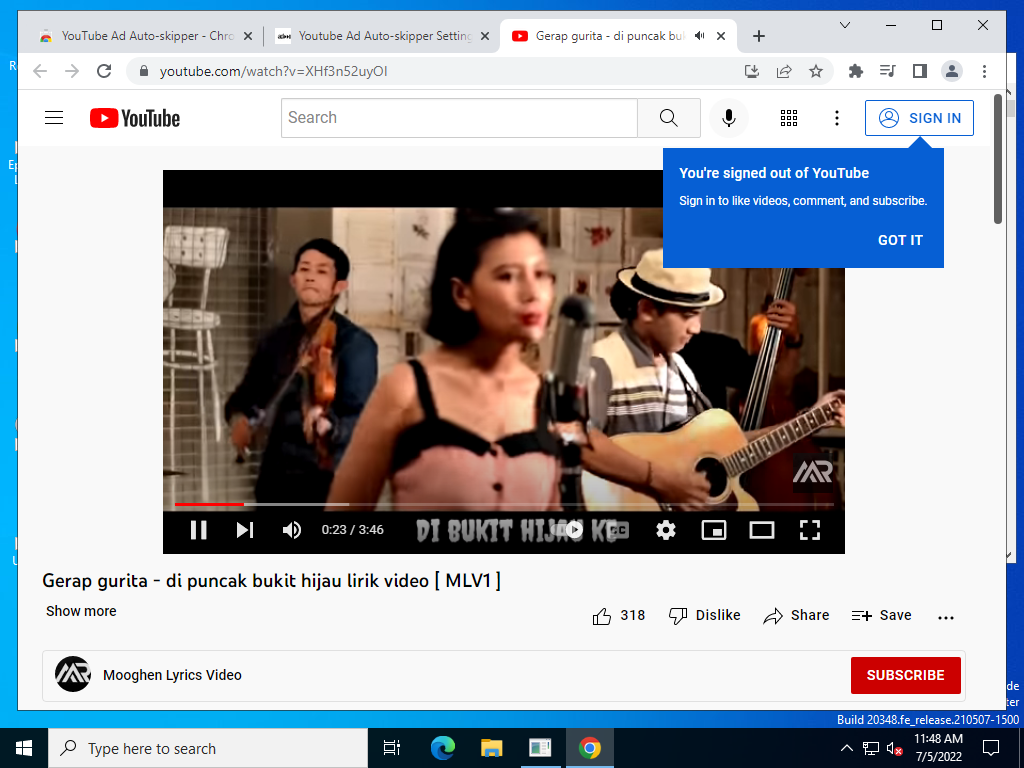 YouTube Ad Auto-skipper - Chro
Youtube Ad Auto-skipper Setting
Gerap gurita - di puncak buk
youtube.com/watch?v=XHf3n52uyOI
YouTube
Search
SIGN IN
You're signed out of YouTube
Sign in to like videos, comment, and subscribe.
GOT IT
MR
0:23 / 3:46
DI BUKIT HIJAU KE
CC
Gerap gurita - di puncak bukit hijau lirik video [ MLV1 ]
Show more
318
Dislike
Share
Save
Mooghen Lyrics Video
SUBSCRIBE
Build 20348.fe_release.210507-1500
Type here to search
11:48 AM
7/5/2022